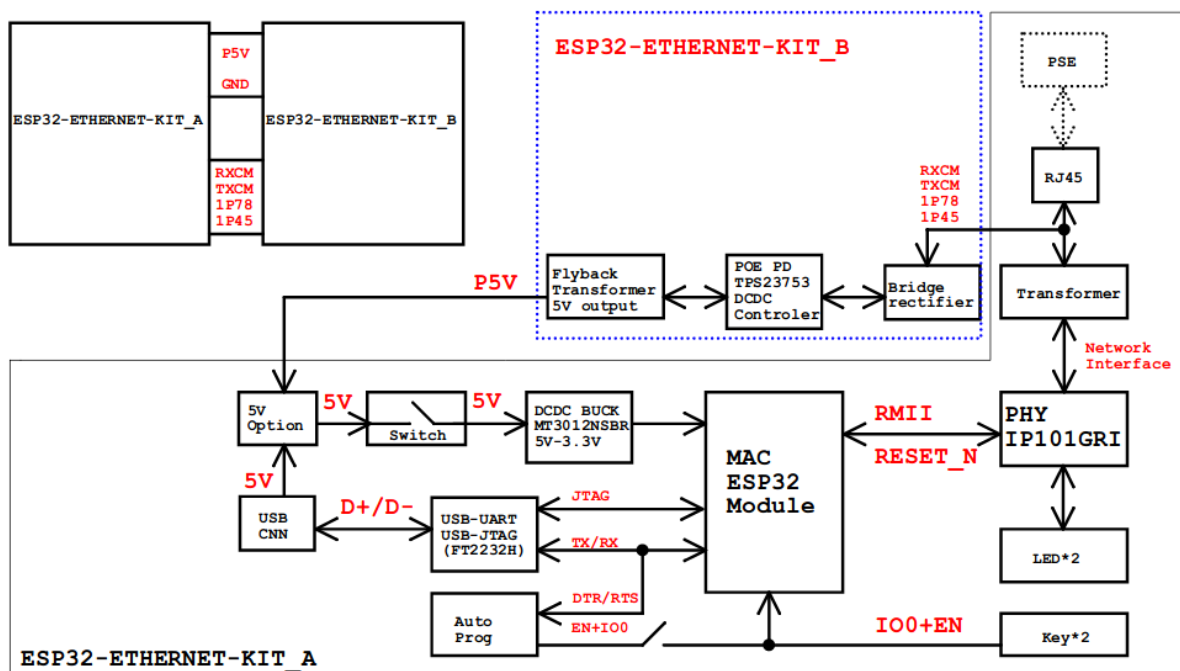 ESP32-ETHERNET-KIT_A
P5V
GND
RXCM
TXCM
1P78
1P45
ESP32-ETHERNET-KIT_B
ESP32-ETHERNET-KIT_B
PSE
RJ45
RXCM
TXCM
1P78
1P45
P5V
Flyback
Transformer
5V output
POE PD
TPS23753
DCDC
Controler
Bridge
rectifier
Transformer
Network
Interface
5V
Option
5V
Switch
5V
DCDC BUCK
MT3012NSBR
5V-3.3V
MAC
ESP32
Module
RMII
RESET_N
PHY
IP101GRI
5V
USB
CNN
D+/D-
USB-UART
USB-JTAG
(FT2232H)
JTAG
TX/RX
LED*2
DTR/RTS
Auto
Prog
EN+IO0
IO0+EN
Key*2
ESP32-ETHERNET-KIT_A